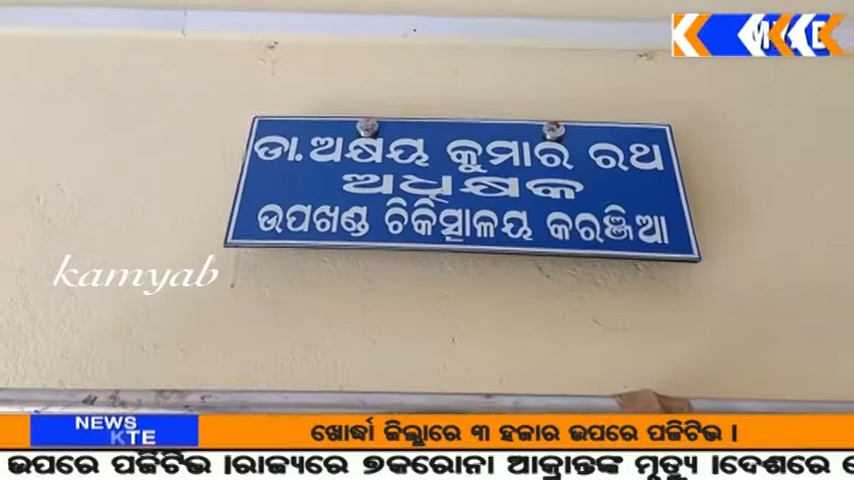 ଡା.ଅକ୍ଷୟ କୁମାର ରଥ
ଅଧିକ୍ଷକ
ଉପଖଣ୍ଡ ଚିକିତ୍ସାଳୟ କରଞ୍ଜିଆ
kamyab
NEWS
KTE
ଖୋର୍ଦ୍ଧା ଜିଲ୍ଲାରେ ୩ ହଜାର ଉପରେ ପଜିଟିଭ ।
ଉପରେ ପଜିଟିଭ ।ରାଜ୍ୟରେ ୭କରୋନା ଆକ୍ରାନ୍ତଙ୍କ ମୃତ୍ୟୁ ।ଦେଶରେ